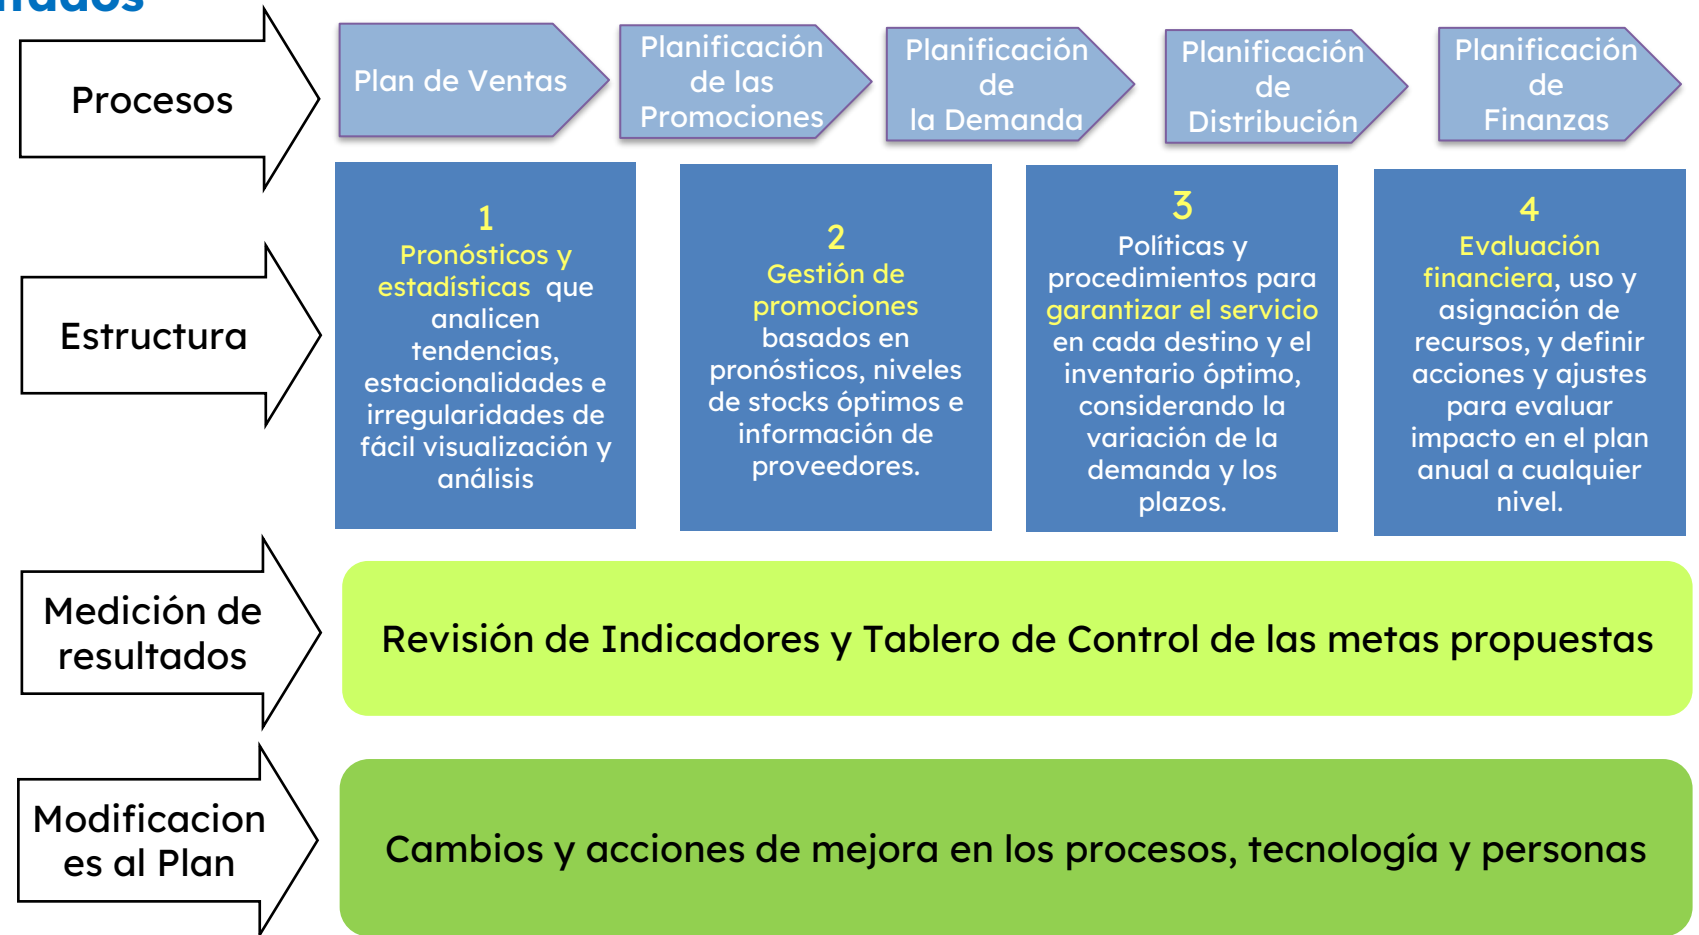 Procesos
Plan de Ventas
Planificación
de las
Promociones
Planificación
de
la Demanda
Planificación
de
Distribución
Planificación
de
Finanzas
Estructura
1
Pronósticos y
estadísticas que
analicen
tendencias,
estacionalidades e
irregularidades de
fácil visualización y
análisis
2
Gestión de
promociones
basados en
pronósticos, niveles
de stocks óptimos e
información de
proveedores.
3
Políticas y
procedimientos para
garantizar el servicio
en cada destino y el
inventario óptimo,
considerando la
variación de la
demanda y los
plazos.
4
Evaluación
financiera, uso y
asignación de
recursos, y definir
acciones y ajustes
para evaluar
impacto en el plan
anual a cualquier
nivel.
Medición de
resultados
Revisión de Indicadores y Tablero de Control de las metas propuestas
Modificacion
es al Plan
Cambios y acciones de mejora en los procesos, tecnología y personas